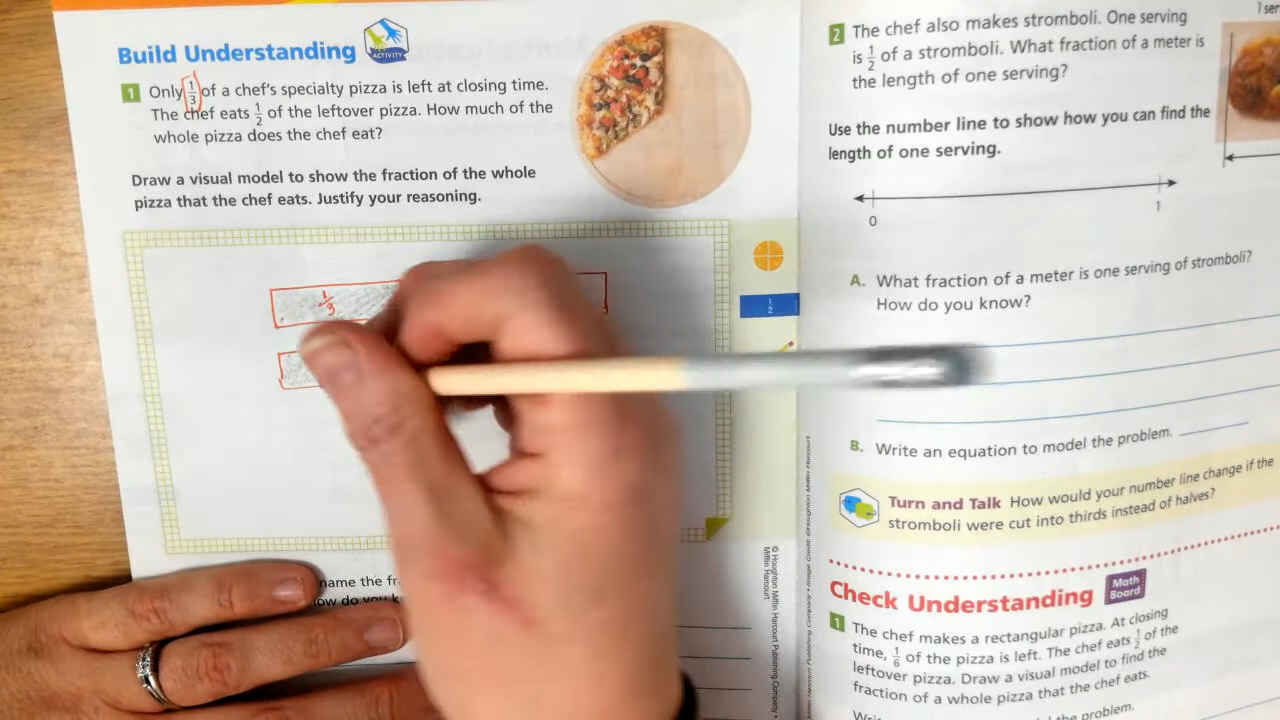 Build Understanding
ACTIVITY
1 Only 1/3 of a chef's specialty pizza is left at closing time.
The chef eats 1/2 of the leftover pizza. How much of the
whole pizza does the chef eat?
Draw a visual model to show the fraction of the whole
pizza that the chef eats. Justify your reasoning.
1/3
1/2
name the
© Houghton Mifflin Harcourt Publishing Company •
Mifflin Harcourt
2 The chef also makes stromboli. One serving
is 1/2 of a stromboli. What fraction of a meter is
the length of one serving?
Use the number line to show how you can find the
length of one serving.
0 1
A. What fraction of a meter is one serving of stromboli?
How do you know?
B. Write an equation to model the problem.
Turn and Talk How would your number line change if the
stromboli were cut into thirds instead of halves?
Check Understanding
Math
Board
1 The chef makes a rectangular pizza. At closing
time, 1/6 of the pizza is left. The chef eats 1/2 of the
leftover pizza. Draw a visual model to find the
fraction of a whole pizza that the chef eats.
the problem.